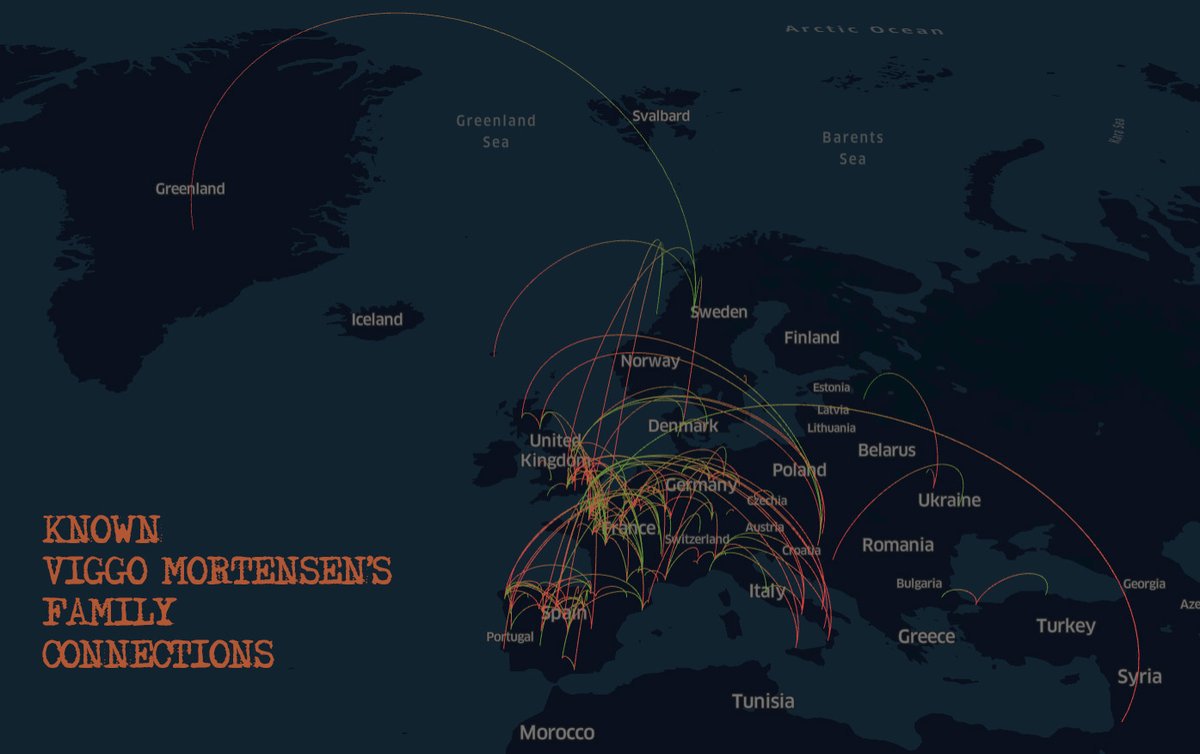 Arctic Ocean
Svalbard
Greenland
Sea
Barents
Sea
Kara Sea
Greenland
Iceland
Sweden
Finland
Norway
Estonia
Latvia
Lithuania
Denmark
Belarus
United
Kingdom
Poland
Germany
Czechia
Ukraine
France
Austria
Switzerland
Croatia
Romania
Bulgaria
Georgia
Italy
Aze
Spain
Portugal
Greece
Turkey
Syria
Tunisia
Morocco
KNOWN
VIGGO MORTENSEN'S
FAMILY
CONNECTIONS